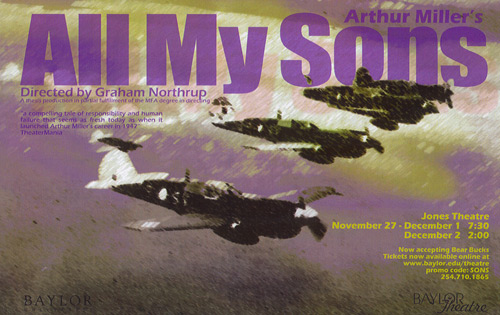 Arthur Miller's
All My Sons
Directed by Graham Northrup
A thesis production in partial fulfillment of the MFA degree in directing
"a compelling tale of responsibility and human
failure that seems as fresh today as when it
launched Arthur Miller's career in 1947"
TheaterMania
Jones Theatre
November 27 - December 1 7:30
December 2 2:00
Now accepting Bear Bucks
Tickets now available online at
www.baylor.edu/theatre
promo code: SONS
254.710.1865
BAYLOR
BAYLOR
Theatre